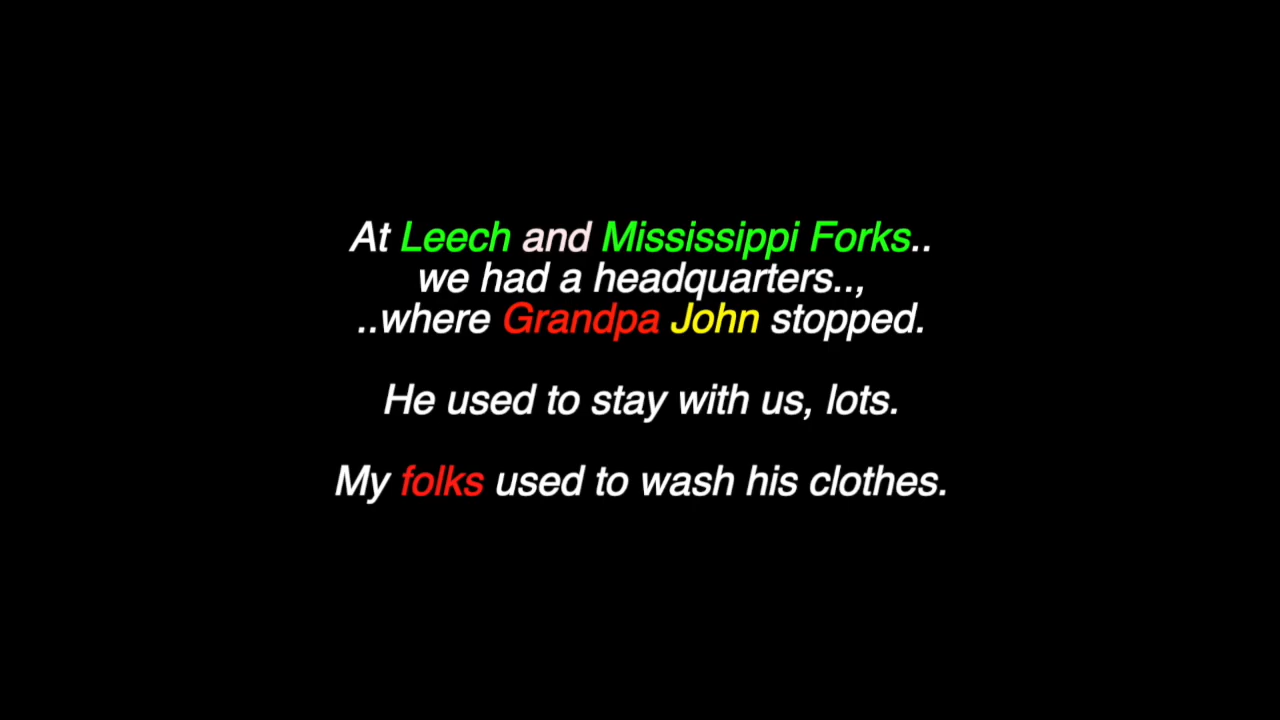 At Leech and Mississippi Forks..
we had a headquarters..,
..where Grandpa John stopped.
He used to stay with us, lots.
My folks used to wash his clothes.